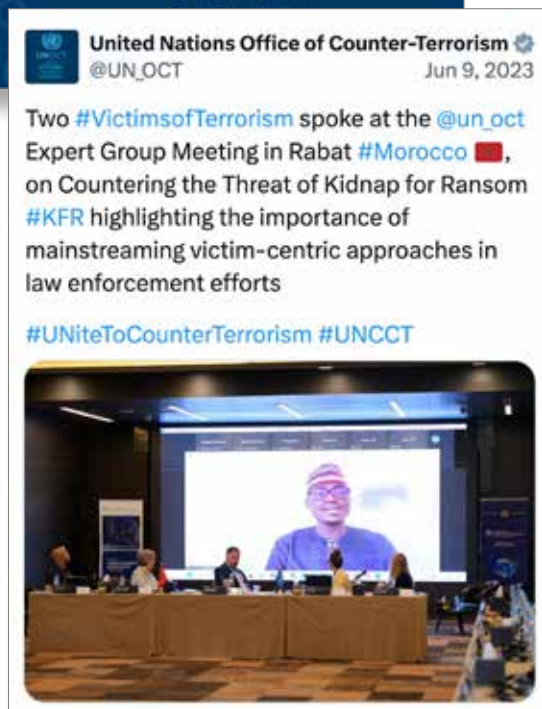 United Nations Office of Counter-Terrorism
@UN_OCT
Jun 9, 2023
Two #VictimsofTerrorism spoke at the @un_oct
Expert Group Meeting in Rabat #Morocco 🇲🇦,
on Countering the Threat of Kidnap for Ransom
#KFR highlighting the importance of
mainstreaming victim-centric approaches in
law enforcement efforts
#UNiteToCounterTerrorism #UNCCT